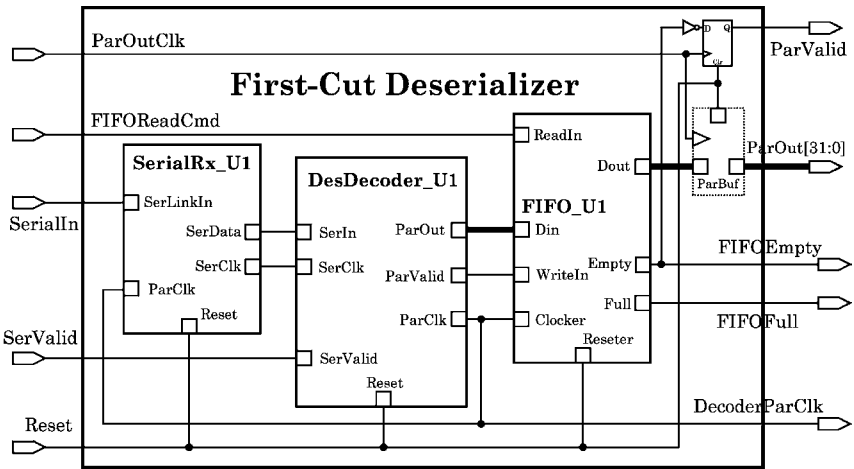 ParOutClk
D
Q
ParValid
Clr
First-Cut Deserializer
FIFOReadCmd
ReadIn
SerialRx_U1
DesDecoder_U1
Dout
ParBuf
ParOut[31:0]
SerLinkIn
SerialIn
FIFO_U1
SerData
SerIn
ParOut
Din
FIFOEmpty
SerClk
SerClk
ParValid
WriteIn
Empty
ParClk
Full
FIFOFull
Reset
ParClk
Clocker
SerValid
Reseter
SerValid
Reset
DecoderParClk
Reset